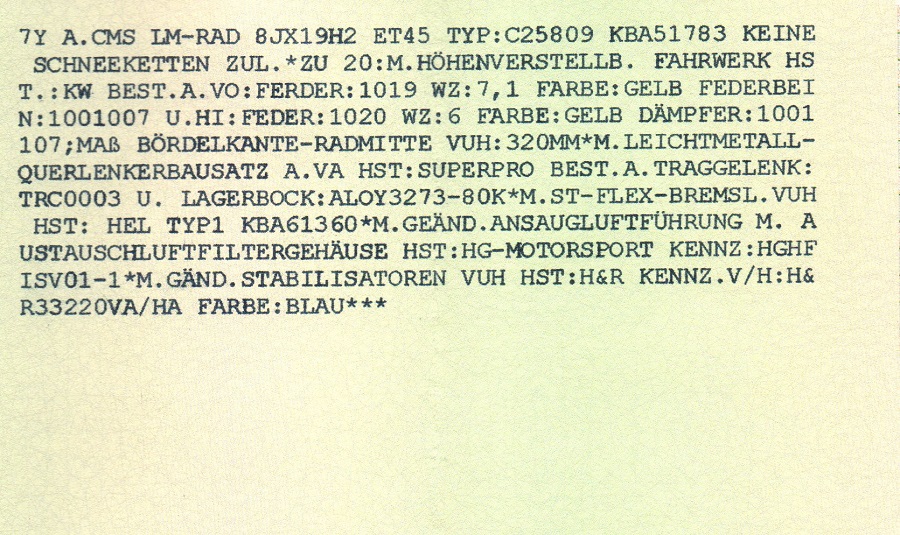 7Y A.CMS LM-RAD 8JX19H2 ET45 TYP:C25809 KBA51783 KEINE
SCHNEEKETTEN ZUL.*ZU 20:M.HÖHENVERSTELLB. FAHRWERK HS
T.:KW BEST.A.VO:FERDER:1019 WZ:7,1 FARBE:GELB FEDERBEI
N:1001007 U.HI:FEDER:1020 WZ:6 FARBE:GELB DÄMPFER:1001
107;MAß BÖRDELKANTE-RADMITTE VUH:320MM*M.LEICHTMETALL-
QUERLENKERBAUSATZ A.VA HST:SUPERPRO BEST.A.TRAGGELENK:
TRC0003 U. LAGERBOCK:ALOY3273-80K*M.ST-FLEX-BREMSL.VUH
HST: HEL TYP1 KBA61360*M.GEÄND.ANSAUGLUFTFÜHRUNG M. A
USTAUSCHLUFTFILTERGEHÄUSE HST:HG-MOTORSPORT KENNZ:HGHF
ISV01-1*M.GÄND.STABILISATOREN VUH HST:H&R KENNZ.V/H:H&
R33220VA/HA FARBE:BLAU***